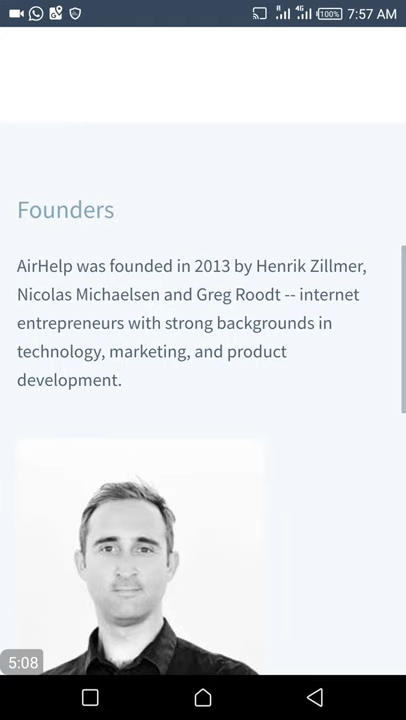 100%
7:57 AM
Founders
AirHelp was founded in 2013 by Henrik Zillmer,
Nicolas Michaelsen and Greg Roodt -- internet
entrepreneurs with strong backgrounds in
technology, marketing, and product
development.
5:08